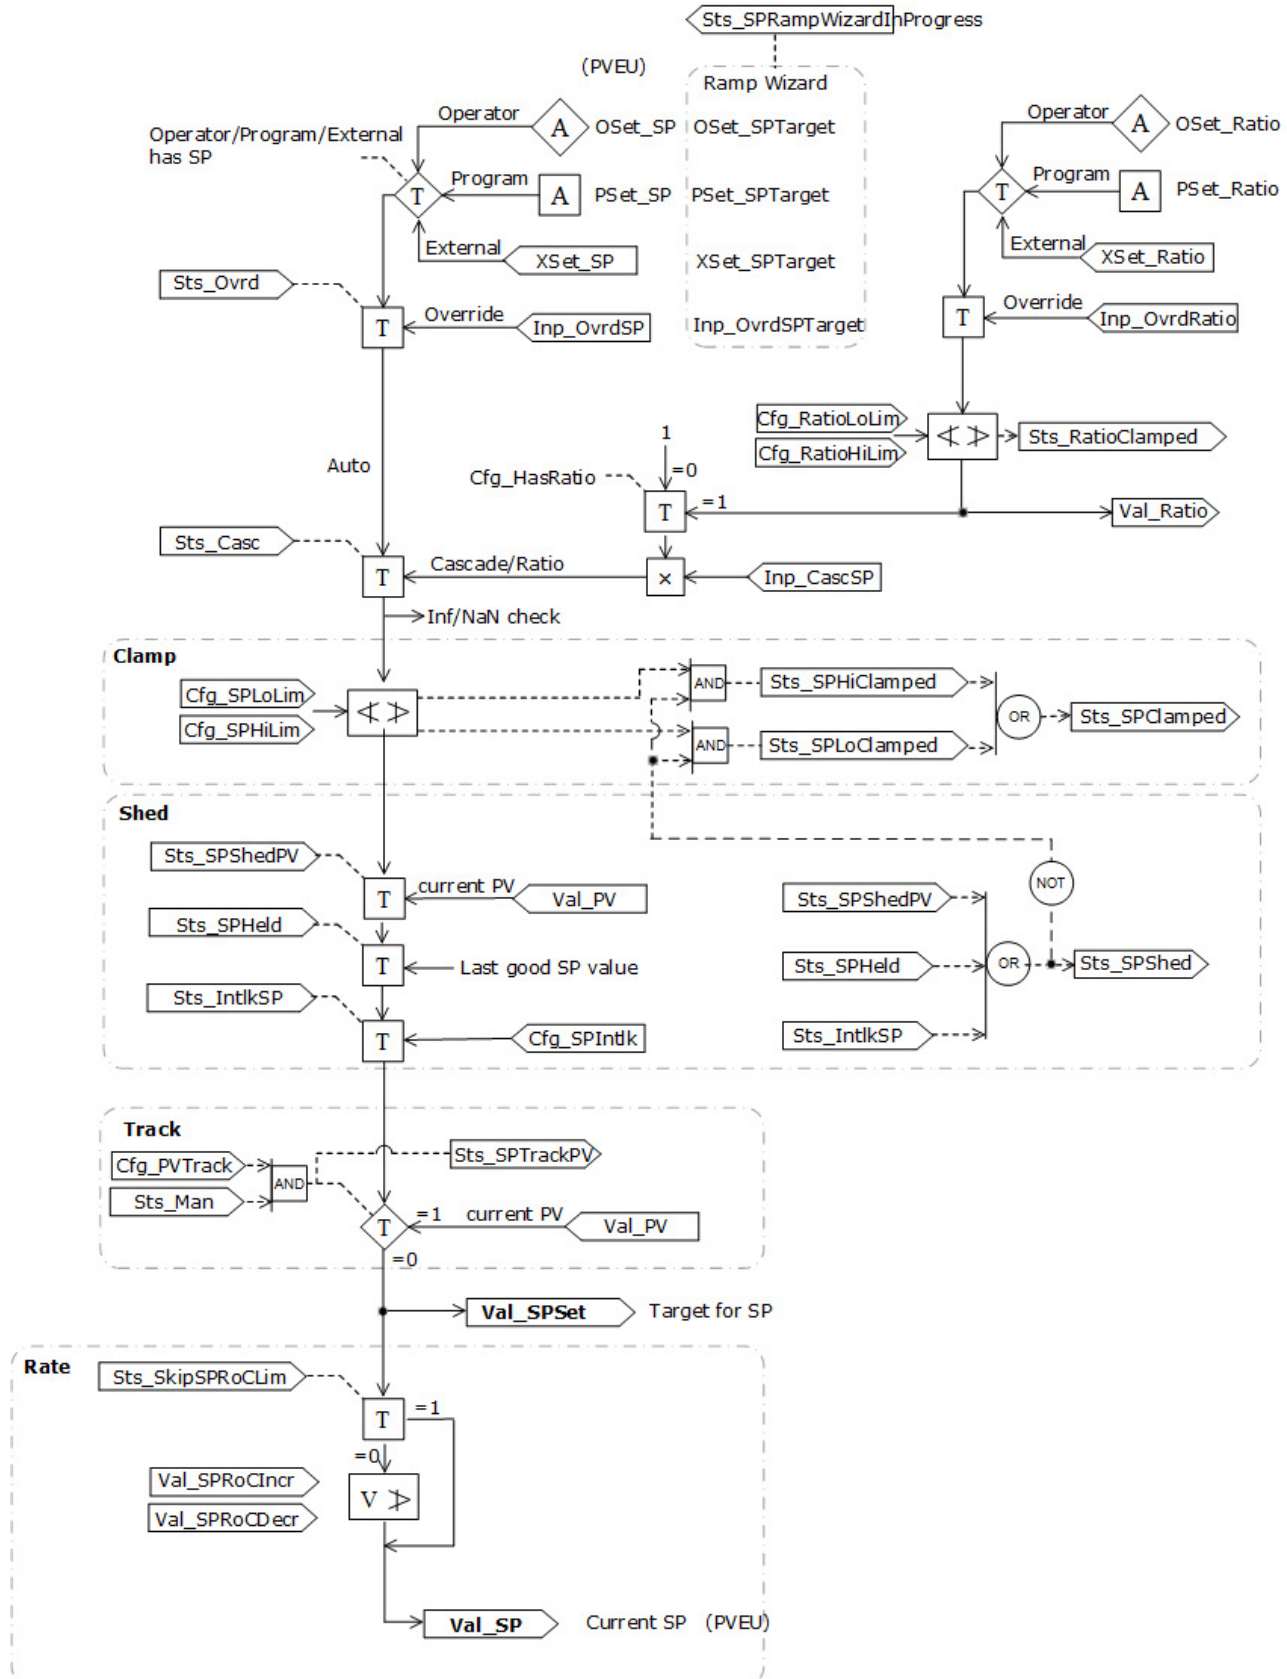 Sts_SPRampWizardInProgress
(PVEU)
Ramp Wizard
Operator
A
OSet_SP
OSet_SPTarget
Operator
A
OSet_Ratio
Operator/Program/External
has SP
T
Program
A
PSet_SP
PSet_SPTarget
T
Program
A
PSet_Ratio
External
XSet_SP
XSet_SPTarget
External
XSet_Ratio
Sts_Ovrd
T
Override
Inp_OvrdSP
Inp_OvrdSPTarget
T
Override
Inp_OvrdRatio
Cfg_RatioLoLim
Cfg_RatioHiLim
Sts_RatioClamped
1
=0
Auto
Cfg_HasRatio
T
=1
Val_Ratio
Sts_Casc
T
Cascade/Ratio
×
Inp_CascSP
Inf/NaN check
Clamp
Cfg_SPLoLim
Cfg_SPHiLim
AND
Sts_SPHiClamped
OR
Sts_SPClamped
AND
Sts_SPLoClamped
Shed
Sts_SPShedPV
T
current PV
Val_PV
Sts_SPHeld
T
Last good SP value
Sts_IntlkSP
T
Cfg_SPIntlk
NOT
Sts_SPShedPV
Sts_SPHeld
OR
Sts_SPShed
Sts_IntlkSP
Track
Cfg_PVTrack
Sts_Man
AND
Sts_SPTrackPV
T
=1
current PV
Val_PV
=0
Val_SPSet
Target for SP
Rate
Sts_SkipSPRoCLim
T
=1
=0
Val_SPRoCIncr
Val_SPRoCDecr
V
Val_SP
Current SP (PVEU)